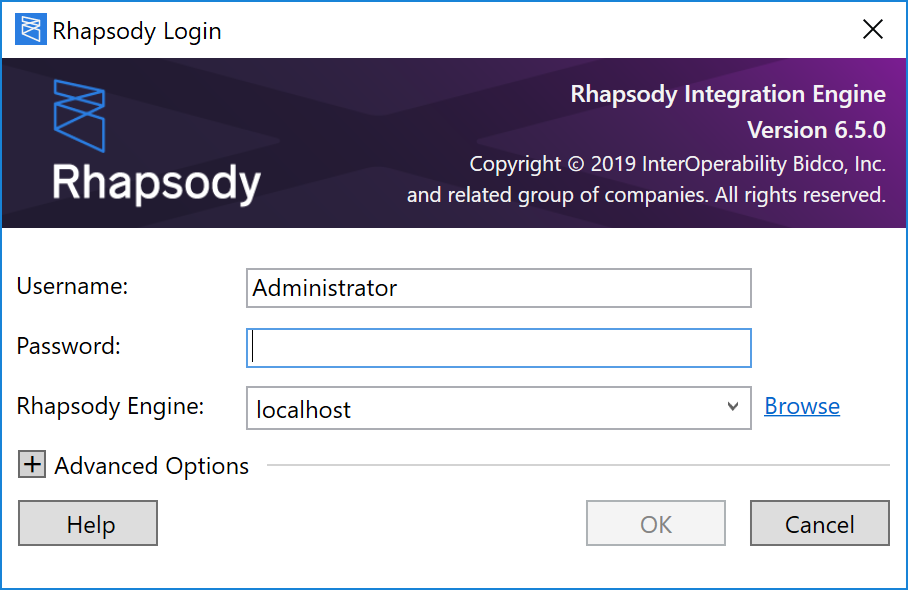 Rhapsody Login
Rhapsody
Rhapsody Integration Engine
Version 6.5.0
Copyright © 2019 InterOperability Bidco, Inc.
and related group of companies. All rights reserved.
Username:
Administrator
Password:
Rhapsody Engine:
localhost
Browse
Advanced Options
Help
OK
Cancel